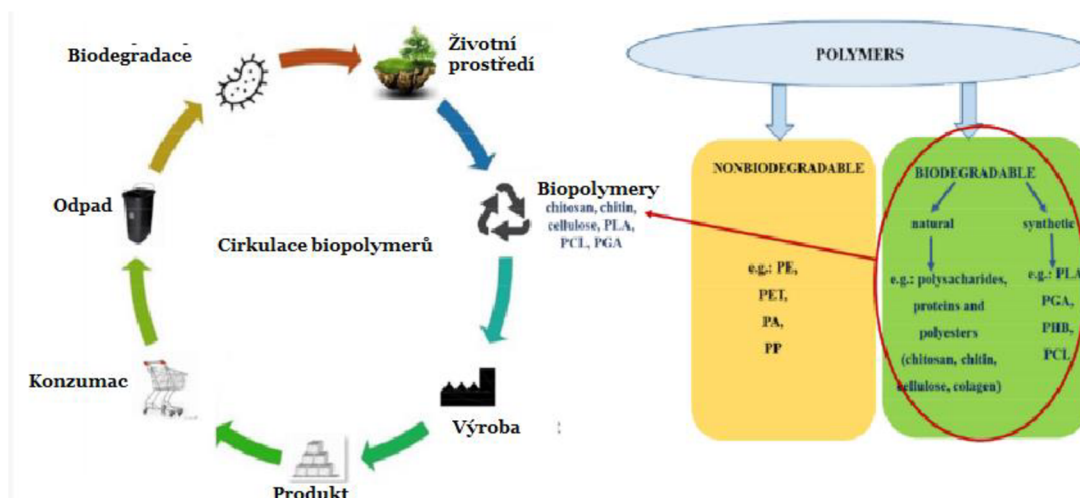 Biodegradace
Životní
prostředí
Biopolymery
chitosan, chitin,
cellulose, PLA,
PCL, PGA
Odpad
Cirkulace biopolymerů
Konzumac
Výroba
Produkt
POLYMERS
NONBIODEGRADABLE
e.g.: PE,
PET,
PA,
PP
BIODEGRADABLE
natural
synthetic
e.g.: polysacharides,
proteins and
polyesters
(chitosan, chitin,
cellulose, colagen)
e.g.: PLA
PGA,
PHB,
PCL